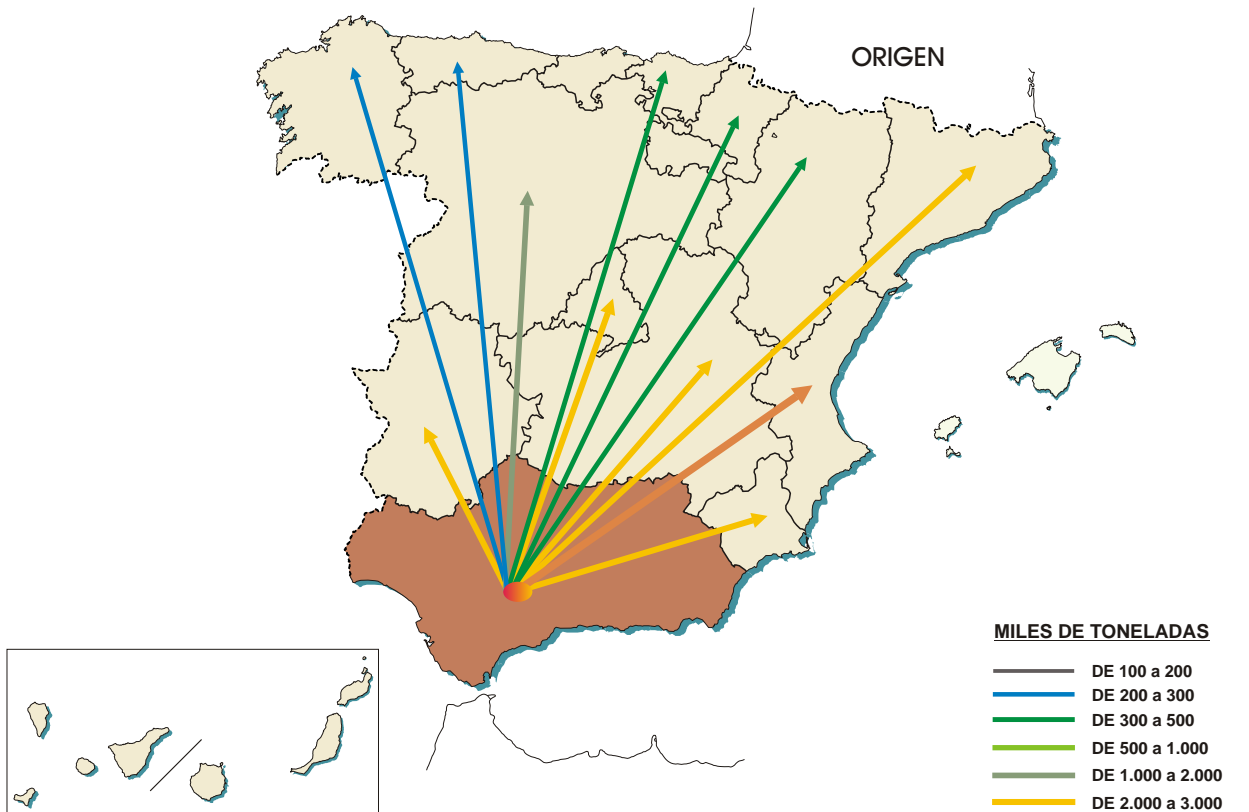 ORIGEN
MILES DE TONELADAS
DE 100 a 200
DE 200 a 300
DE 300 a 500
DE 500 a 1.000
DE 1.000 a 2.000
DE 2.000 a 3.000